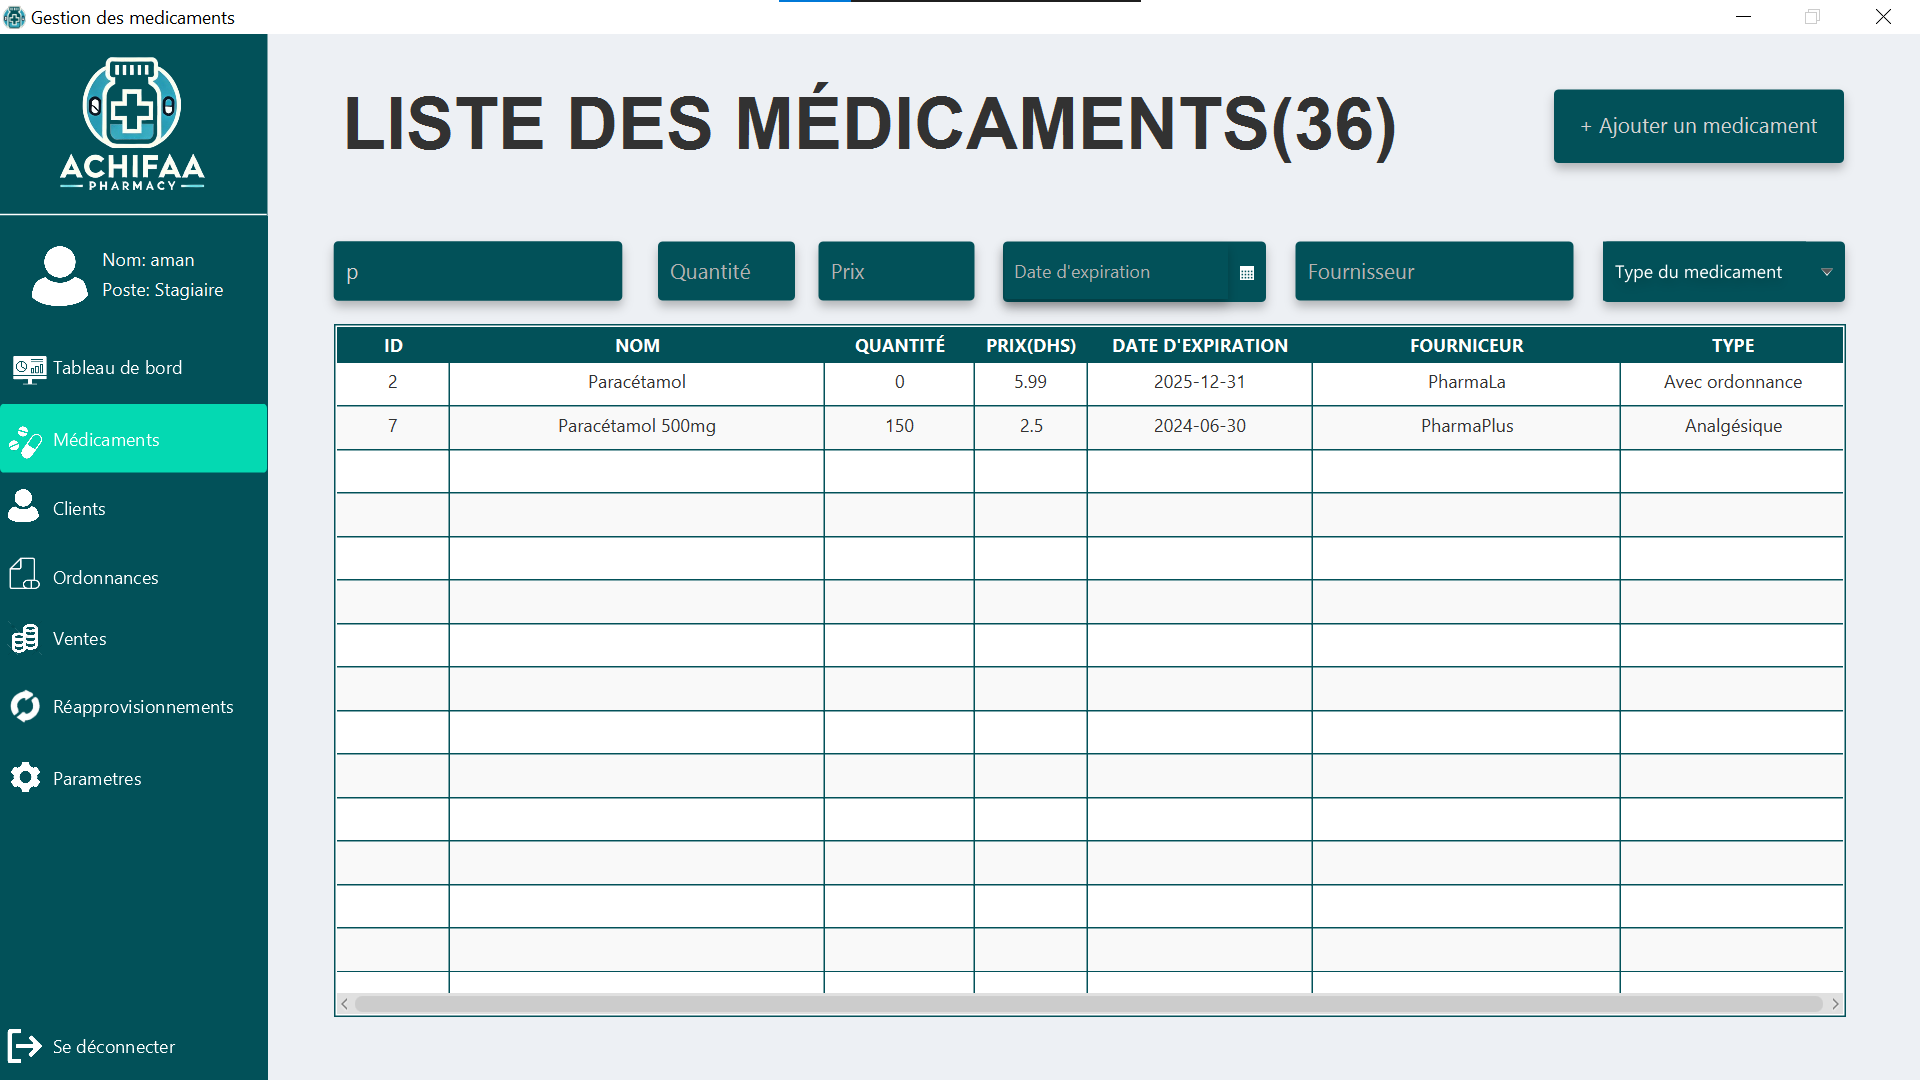 Gestion des medicaments
ACHIFAA
PHARMACY
LISTE DES MÉDICAMENTS(36)
+ Ajouter un medicament
Nom: aman
Poste: Stagiaire
p
Quantité
Prix
Date d'expiration
Fournisseur
Type du medicament
Tableau de bord
Médicaments
Clients
Ordonnances
Ventes
Réapprovisionnements
Parametres
Se déconnecter
ID NOM QUANTITÉ PRIX(DHS) DATE D'EXPIRATION FOURNICEUR TYPE
2 Paracétamol 0 5.99 2025-12-31 PharmaLa Avec ordonnance
7 Paracétamol 500mg 150 2.5 2024-06-30 PharmaPlus Analgésique